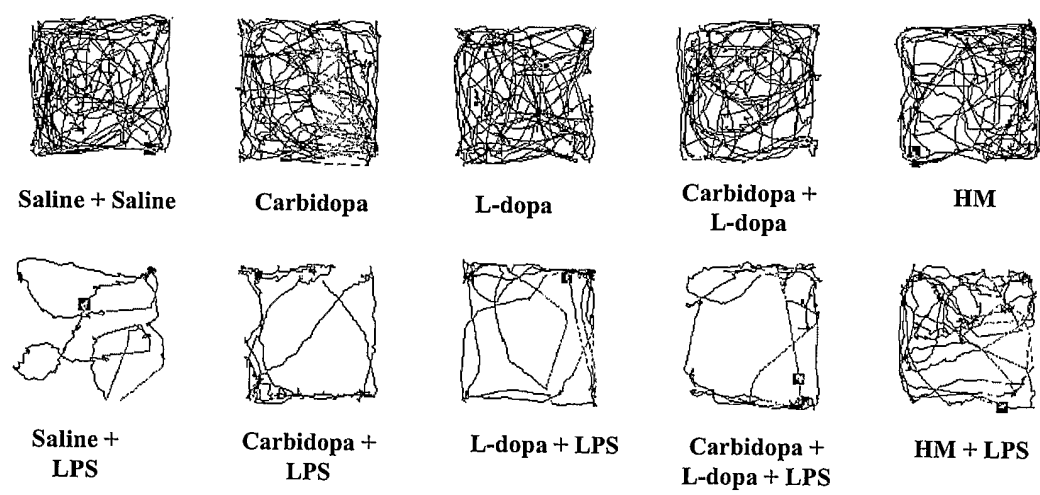 Saline + Saline
Carbidopa
L-dopa
Carbidopa +
L-dopa
HM
Saline +
LPS
Carbidopa +
LPS
L-dopa + LPS
Carbidopa +
L-dopa + LPS
HM + LPS